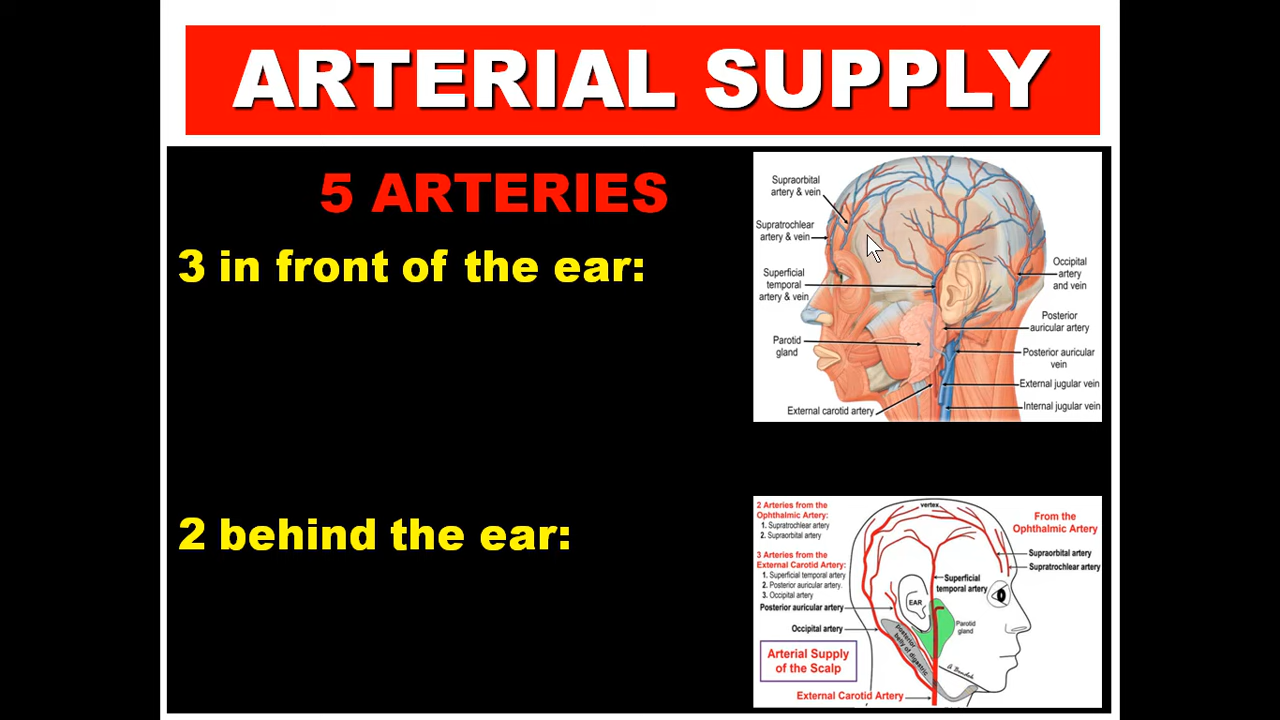 ARTERIAL SUPPLY
5 ARTERIES
3 in front of the ear:
2 behind the ear:
Supraorbital
artery & vein
Supratrochlear
artery & vein
Superficial
temporal
artery & vein
Parotid
gland
External carotid artery
Occipital
artery
and vein
Posterior
auricular artery
Posterior auricular
vein
External jugular vein
Internal jugular vein
2 Arteries from the
Ophthalmic Artery:
1. Supratrochlear artery
2. Supraorbital artery
3 Arteries from the
External Carotid Artery:
1. Superficial temporal artery
2. Posterior auricular artery.
3. Occipital artery
Posterior auricular artery
Occipital artery
Arterial Supply
of the Scalp
External Carotid Artery
vertex
From the
Ophthalmic Artery
Supraorbital artery
Supratrochlear artery
Superficial
temporal artery
EAR
Parotid
gland
posterior
belly of digastric